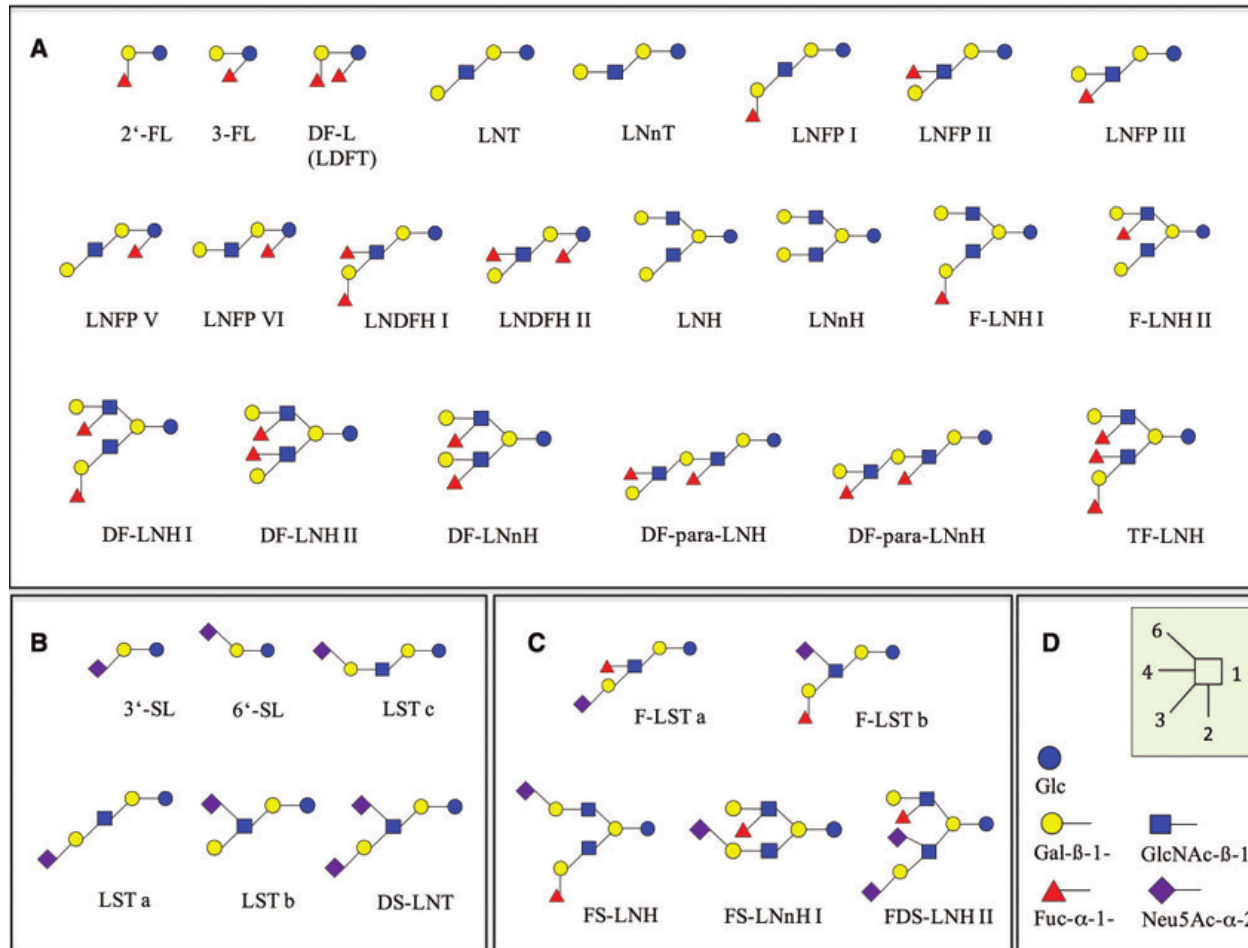 A
2‘-FL 3-FL DF-L LNT LNnT LNFP I LNFP II LNFP III
(LDFT)
LNFP V LNFP VI LNDFH I LNDFH II LNH LNnH F-LNH I F-LNH II
DF-LNH I DF-LNH II DF-LNnH DF-para-LNH DF-para-LNnH TF-LNH
B
3‘-SL 6‘-SL LST c
LST a LST b DS-LNT
C
F-LST a F-LST b
FS-LNH FS-LNnH I FDS-LNH II
D
6
4 1
3
2
Glc
Gal-ß-1- GlcNAc-ß-1
Fuc-α-1- Neu5Ac-α-2